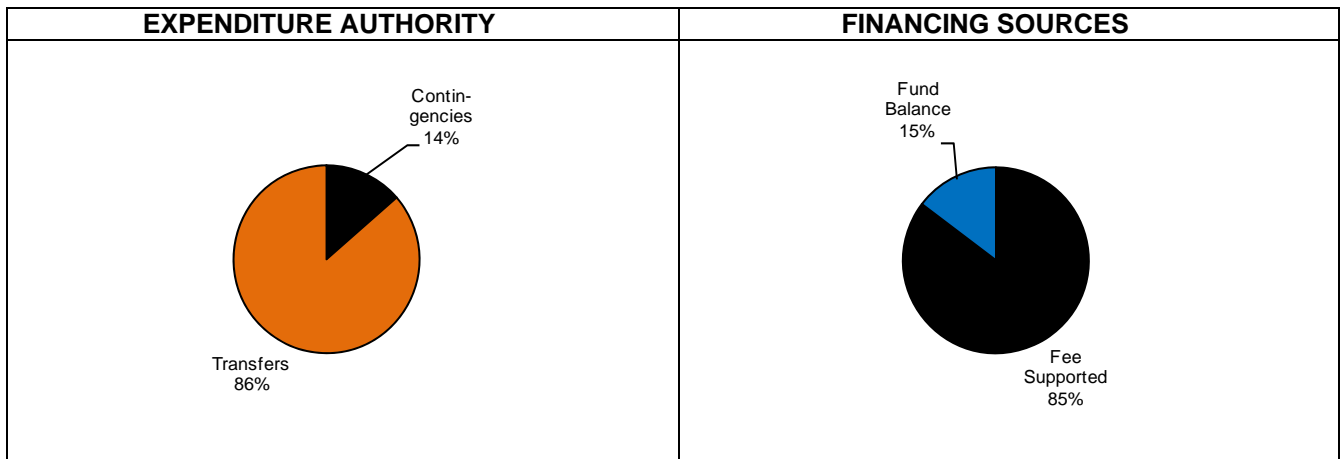 EXPENDITURE AUTHORITY
Contin-
gencies
14%
Transfers
86%
FINANCING SOURCES
Fund
Balance
15%
Fee
Supported
85%